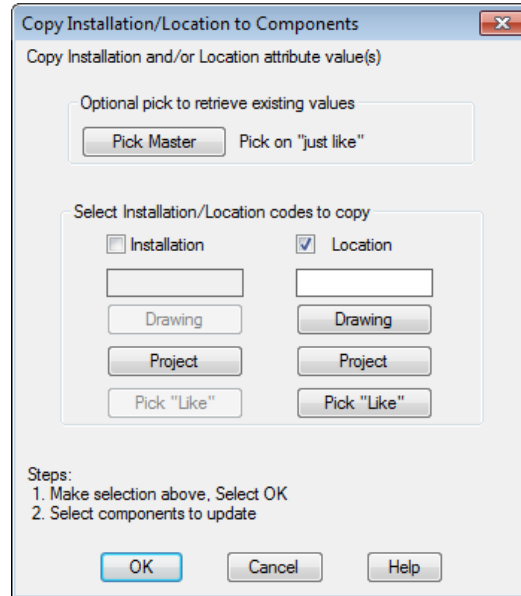 Copy Installation/Location to Components
Copy Installation and/or Location attribute value(s)
Optional pick to retrieve existing values
Pick Master Pick on "just like"
Select Installation/Location codes to copy
Installation Location
Drawing Drawing
Project Project
Pick "Like" Pick "Like"
Steps:
1. Make selection above, Select OK
2. Select components to update
OK Cancel Help